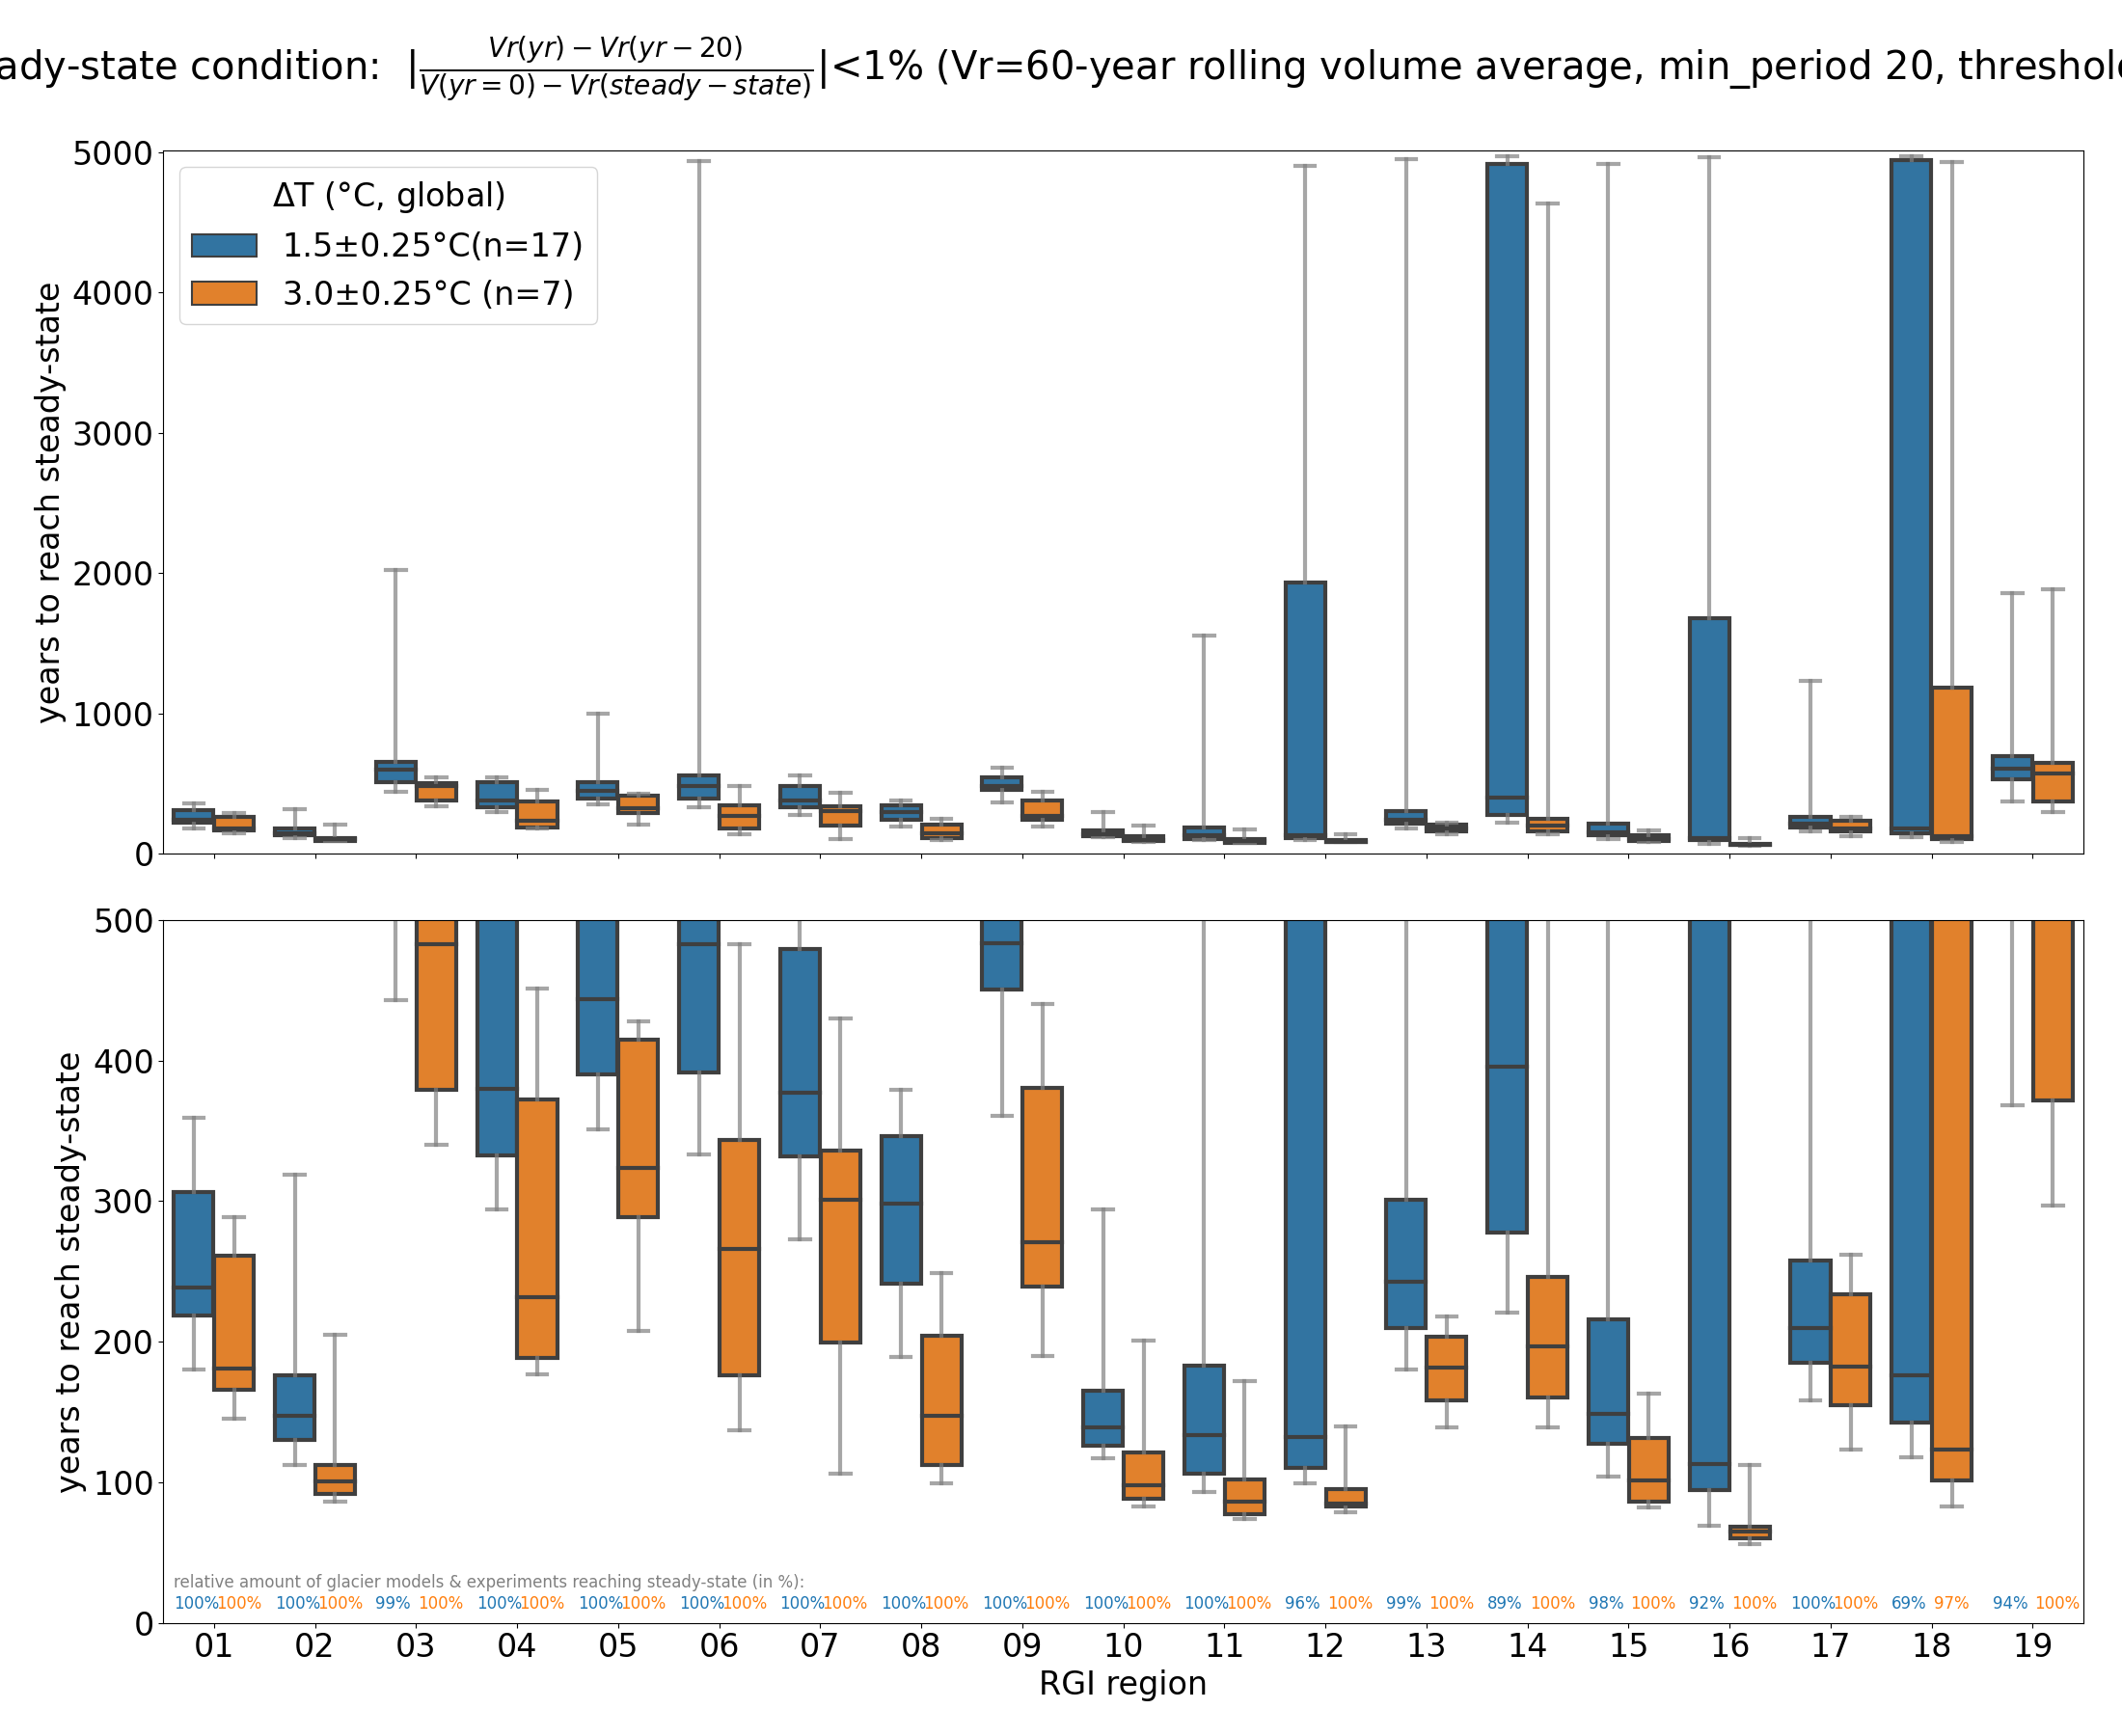 ady-state condition: |Vr(yr) − Vr(yr − 20) / V(yr = 0) − Vr(steady − state)|<1% (Vr=60-year rolling volume average, min_period 20, threshol
5000
4000
3000
2000
1000
0
years to reach steady-state
ΔT (°C, global)
1.5±0.25°C(n=17)
3.0±0.25°C (n=7)
500
400
300
200
100
0
years to reach steady-state
relative amount of glacier models & experiments reaching steady-state (in %):
100% 100% 100% 100% 99% 100% 100% 100% 100% 100% 100% 100% 100% 100% 100% 100% 100% 100% 100% 100% 100% 100% 96% 100% 99% 100% 89% 100% 98% 100% 92% 100% 100% 100% 69% 97% 94% 100%
01 02 03 04 05 06 07 08 09 10 11 12 13 14 15 16 17 18 19
RGI region